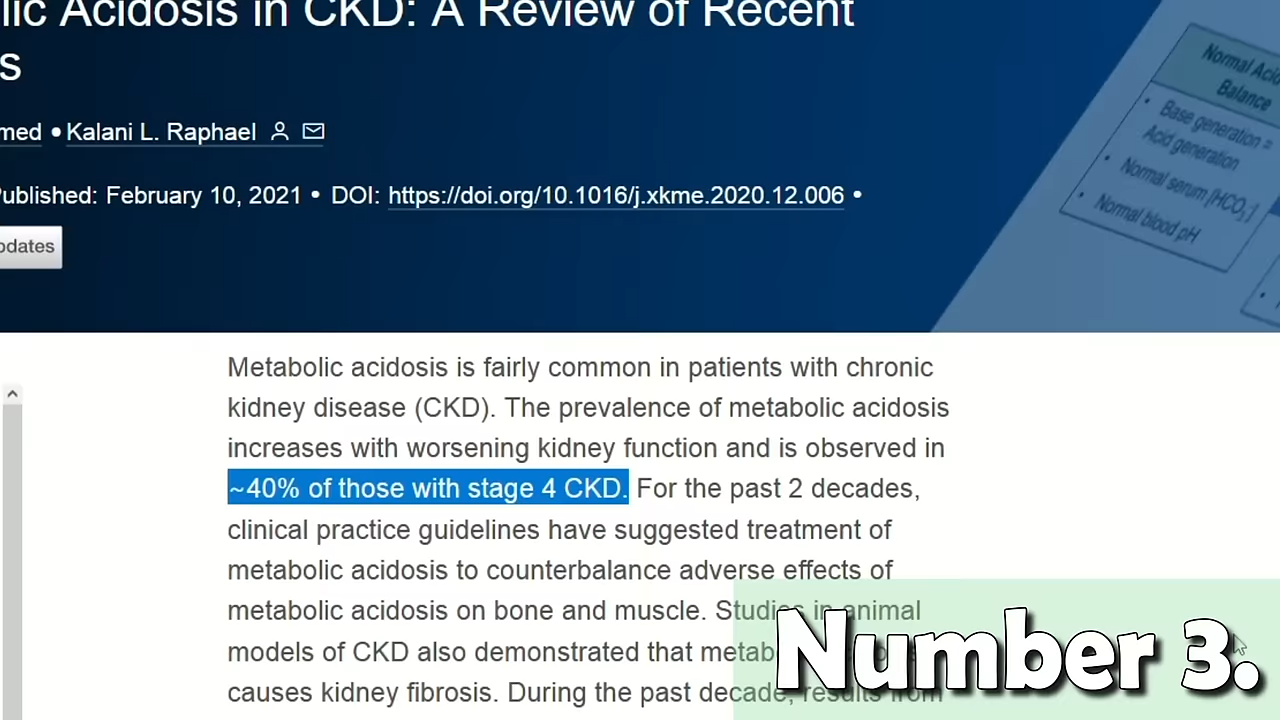 lic Acidosis in CKD: A Review of Recent
s
med • Kalani L. Raphael
Published: February 10, 2021 • DOI: https://doi.org/10.1016/j.xkme.2020.12.006 •
pdates
Normal Acid
Balance
• Base generation =
Acid generation
• Normal serum [HCO3-]
• Normal blood pH
Metabolic acidosis is fairly common in patients with chronic
kidney disease (CKD). The prevalence of metabolic acidosis
increases with worsening kidney function and is observed in
~40% of those with stage 4 CKD. For the past 2 decades,
clinical practice guidelines have suggested treatment of
metabolic acidosis to counterbalance adverse effects of
metabolic acidosis on bone and muscle. Studies in animal
models of CKD also demonstrated that metab
causes kidney fibrosis. During the past decade, results from
Number 3.